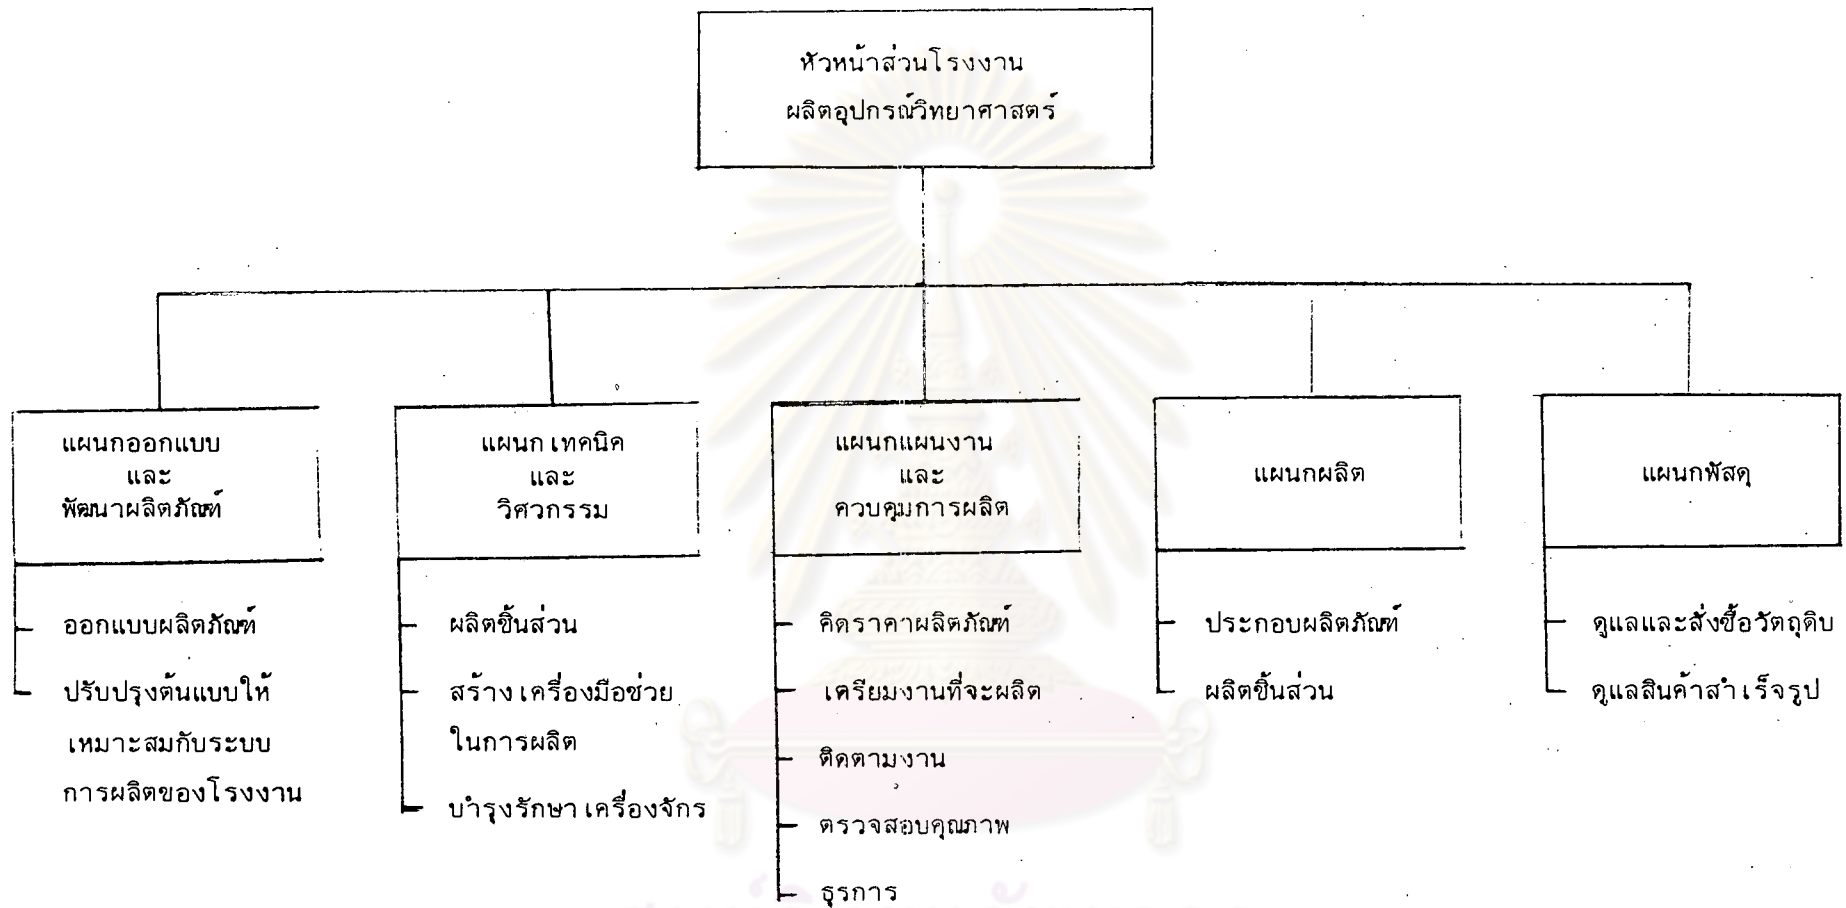 หัวหน้าส่วนโรงงาน
ผลิตอุปกรณ์วิทยาศาสตร์
แผนกออกแบบ
และ
พัฒนาผลิตภัณฑ์
ออกแบบผลิตภัณฑ์
ปรับปรุงต้นแบบให้
เหมาะสมกับระบบ
การผลิตของโรงงาน
แผนกเทคนิค
และ
วิศวกรรม
ผลิตชิ้นส่วน
สร้างเครื่องมือช่วย
ในการผลิต
บำรุงรักษาเครื่องจักร
แผนกแผนงาน
และ
ควบคุมการผลิต
คิดราคาผลิตภัณฑ์
เตรียมงานที่จะผลิต
ติดตามงาน
ตรวจสอบคุณภาพ
ธุรการ
แผนกผลิต
ประกอบผลิตภัณฑ์
ผลิตชิ้นส่วน
แผนกพัสดุ
ดูแลและสั่งซื้อวัตถุดิบ
ดูแลสินค้าสำเร็จรูป